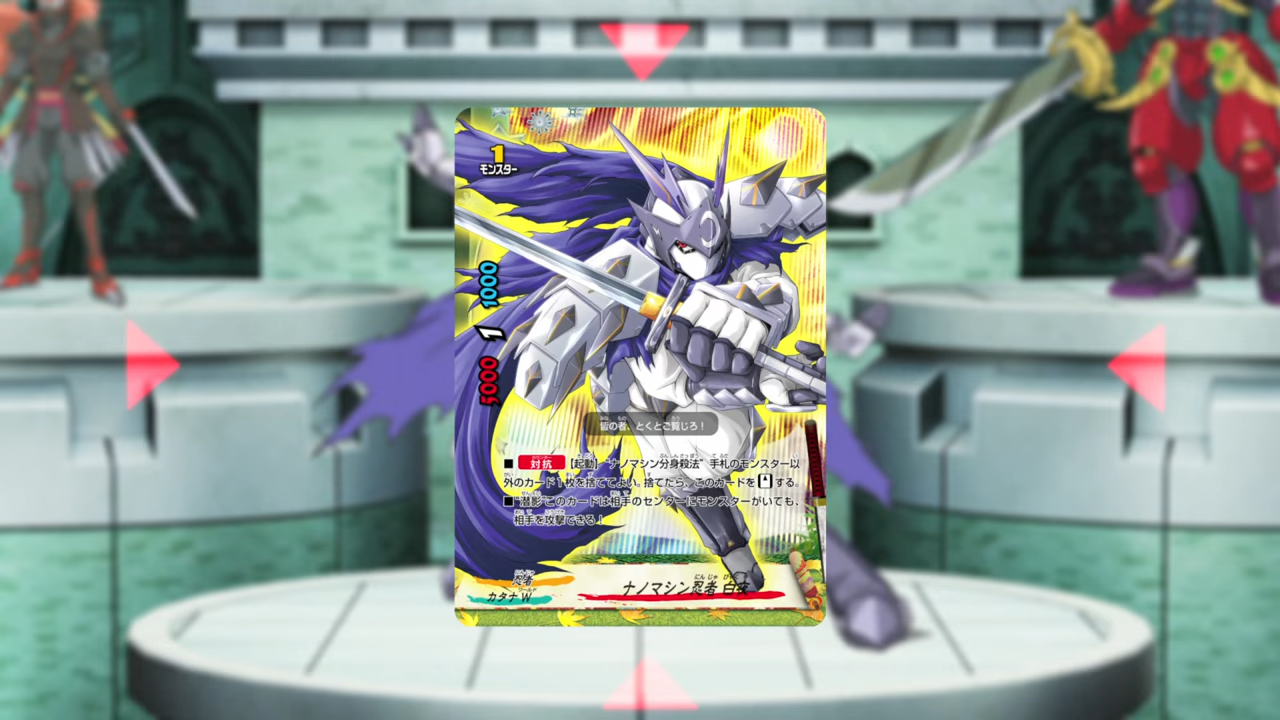 1
モンスター
1000
1
5000
皆の者、とくとご覧じろ！
■ 対抗 【起動】 “ナノマシン分身殺法” 手札のモンスター以
外のカード1枚を捨ててよい。捨てたら、このカードを する。
■“潜影”このカードは相手のセンターにモンスターがいても、
相手を攻撃できる！
忍者
カタナW
ナノマシン忍者 白夜